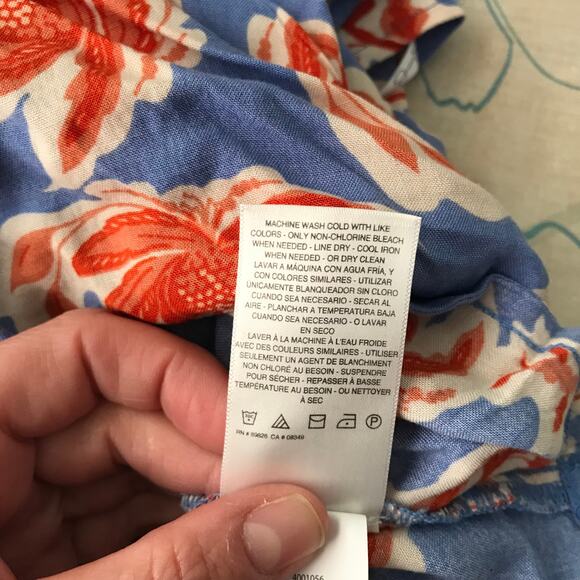 MACHINE WASH COLD WITH LIKE
COLORS - ONLY NON-CHLORINE BLEACH
WHEN NEEDED - LINE DRY - COOL IRON
WHEN NEEDED - OR DRY CLEAN
LAVAR A MÁQUINA CON AGUA FRÍA, Y
CON COLORES SIMILARES - UTILIZAR
ÚNICAMENTE BLANQUEADOR SIN CLORO
CUANDO SEA NECESARIO - SECAR AL
AIRE - PLANCHAR A TEMPERATURA BAJA
CUANDO SEA NECESARIO - O LAVAR
EN SECO
LAVER À LA MACHINE À L'EAU FROIDE
AVEC DES COULEURS SIMILAIRES - UTILISER
SEULEMENT UN AGENT DE BLANCHIMENT
NON CHLORÉ AU BESOIN - SUSPENDRE
POUR SÉCHER - REPASSER À BASSE
TEMPÉRATURE AU BESOIN - OU NETTOYER
À SEC
RN # 59826 CA # 08349
4001056